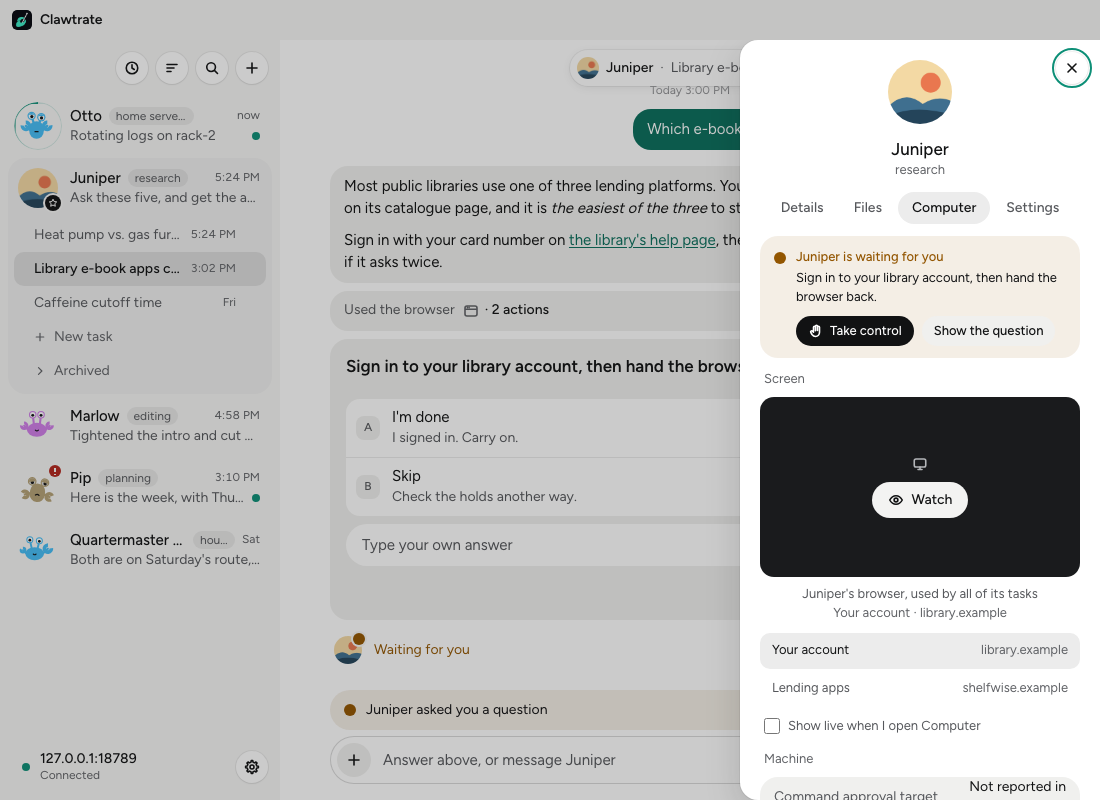 Clawtrate
Otto
home serve...
now
Rotating logs on rack-2
Juniper
research
5:24 PM
Ask these five, and get the a...
Heat pump vs. gas fur...
5:24 PM
Library e-book apps c...
3:02 PM
Caffeine cutoff time
Fri
New task
Archived
Marlow
editing
4:58 PM
Tightened the intro and cut ...
Pip
planning
3:10 PM
Here is the week, with Thu...
Quartermaster ...
hou...
Sat
Both are on Saturday's route,...
127.0.0.1:18789
Connected
Juniper · Library e-b
Today 3:00 PM
Which e-book
Most public libraries use one of three lending platforms. You
on its catalogue page, and it is the easiest of the three to st
Sign in with your card number on the library's help page, the
if it asks twice.
Used the browser · 2 actions
Sign in to your library account, then hand the brows
A
I'm done
I signed in. Carry on.
B
Skip
Check the holds another way.
Type your own answer
Waiting for you
Juniper asked you a question
Answer above, or message Juniper
Juniper
research
Details
Files
Computer
Settings
Juniper is waiting for you
Sign in to your library account, then hand the
browser back.
Take control
Show the question
Screen
Watch
Juniper's browser, used by all of its tasks
Your account · library.example
Your account
library.example
Lending apps
shelfwise.example
Show live when I open Computer
Machine
Command approval target
Not reported in